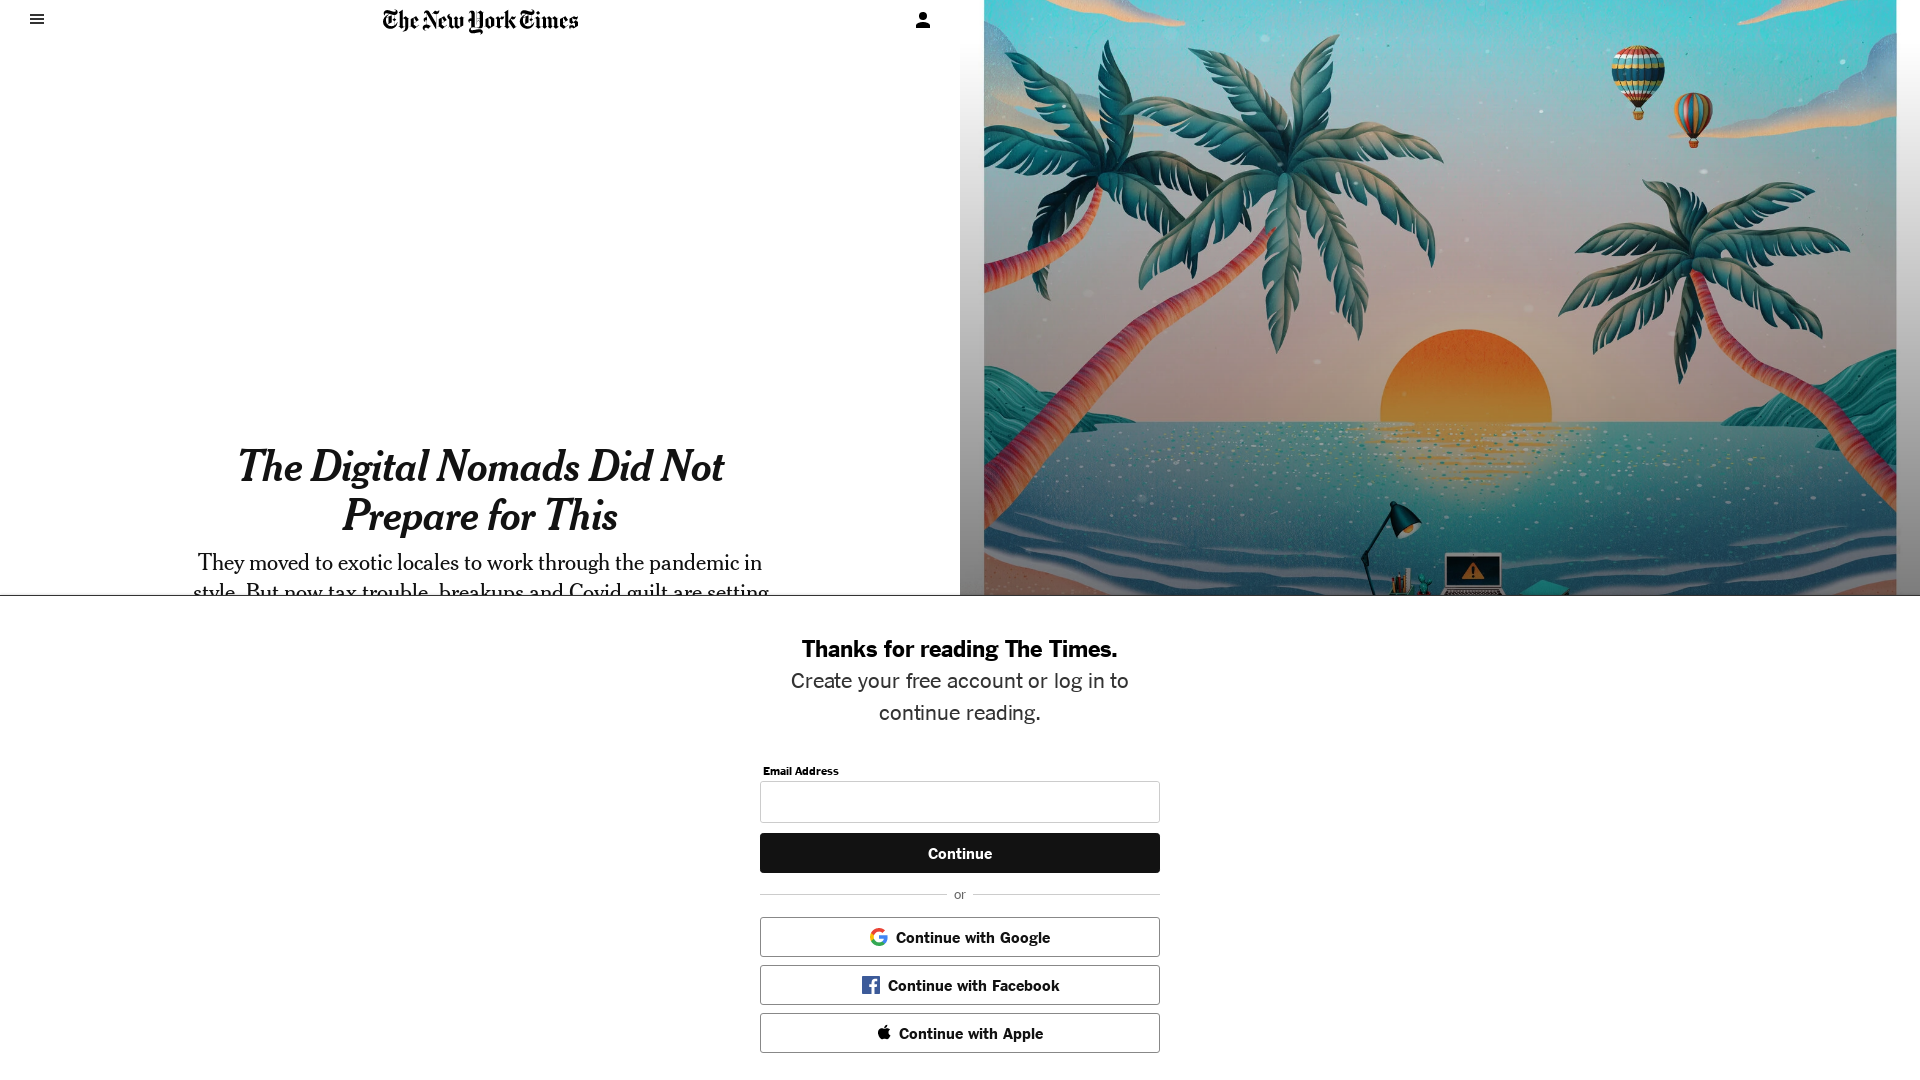 The New York Times
The Digital Nomads Did Not
Prepare for This
They moved to exotic locales to work through the pandemic in
style. But now tax trouble, breakups and Covid guilt are setting
Thanks for reading The Times.
Create your free account or log in to
continue reading.
Email Address
Continue
or
Continue with Google
Continue with Facebook
Continue with Apple